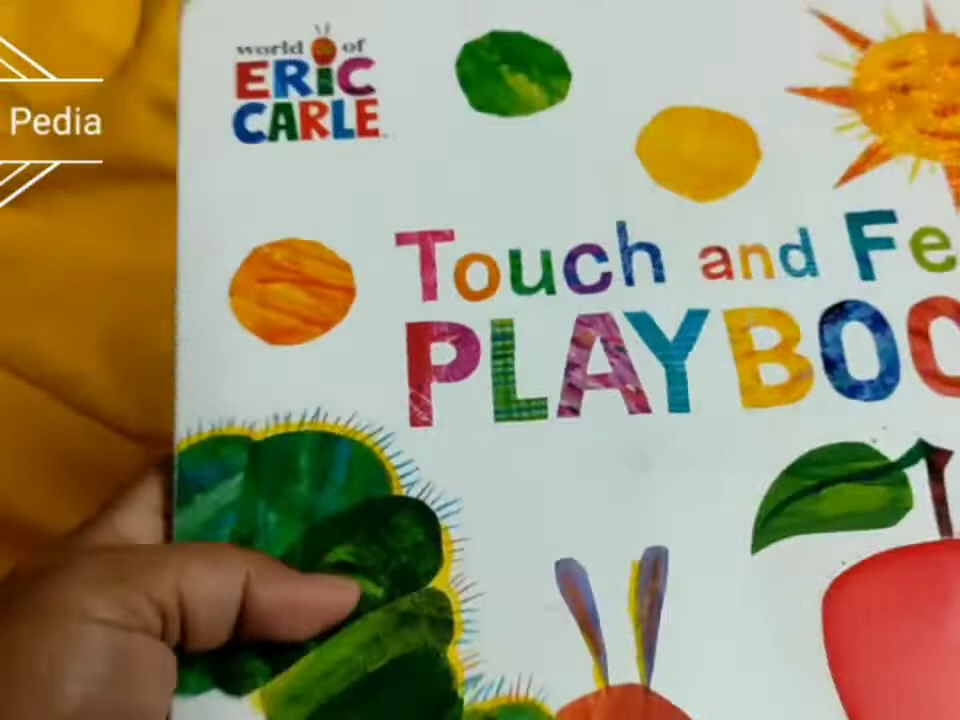 Pedia
world of
ERIC
CARLE
Touch and Fe
PLAYBOO